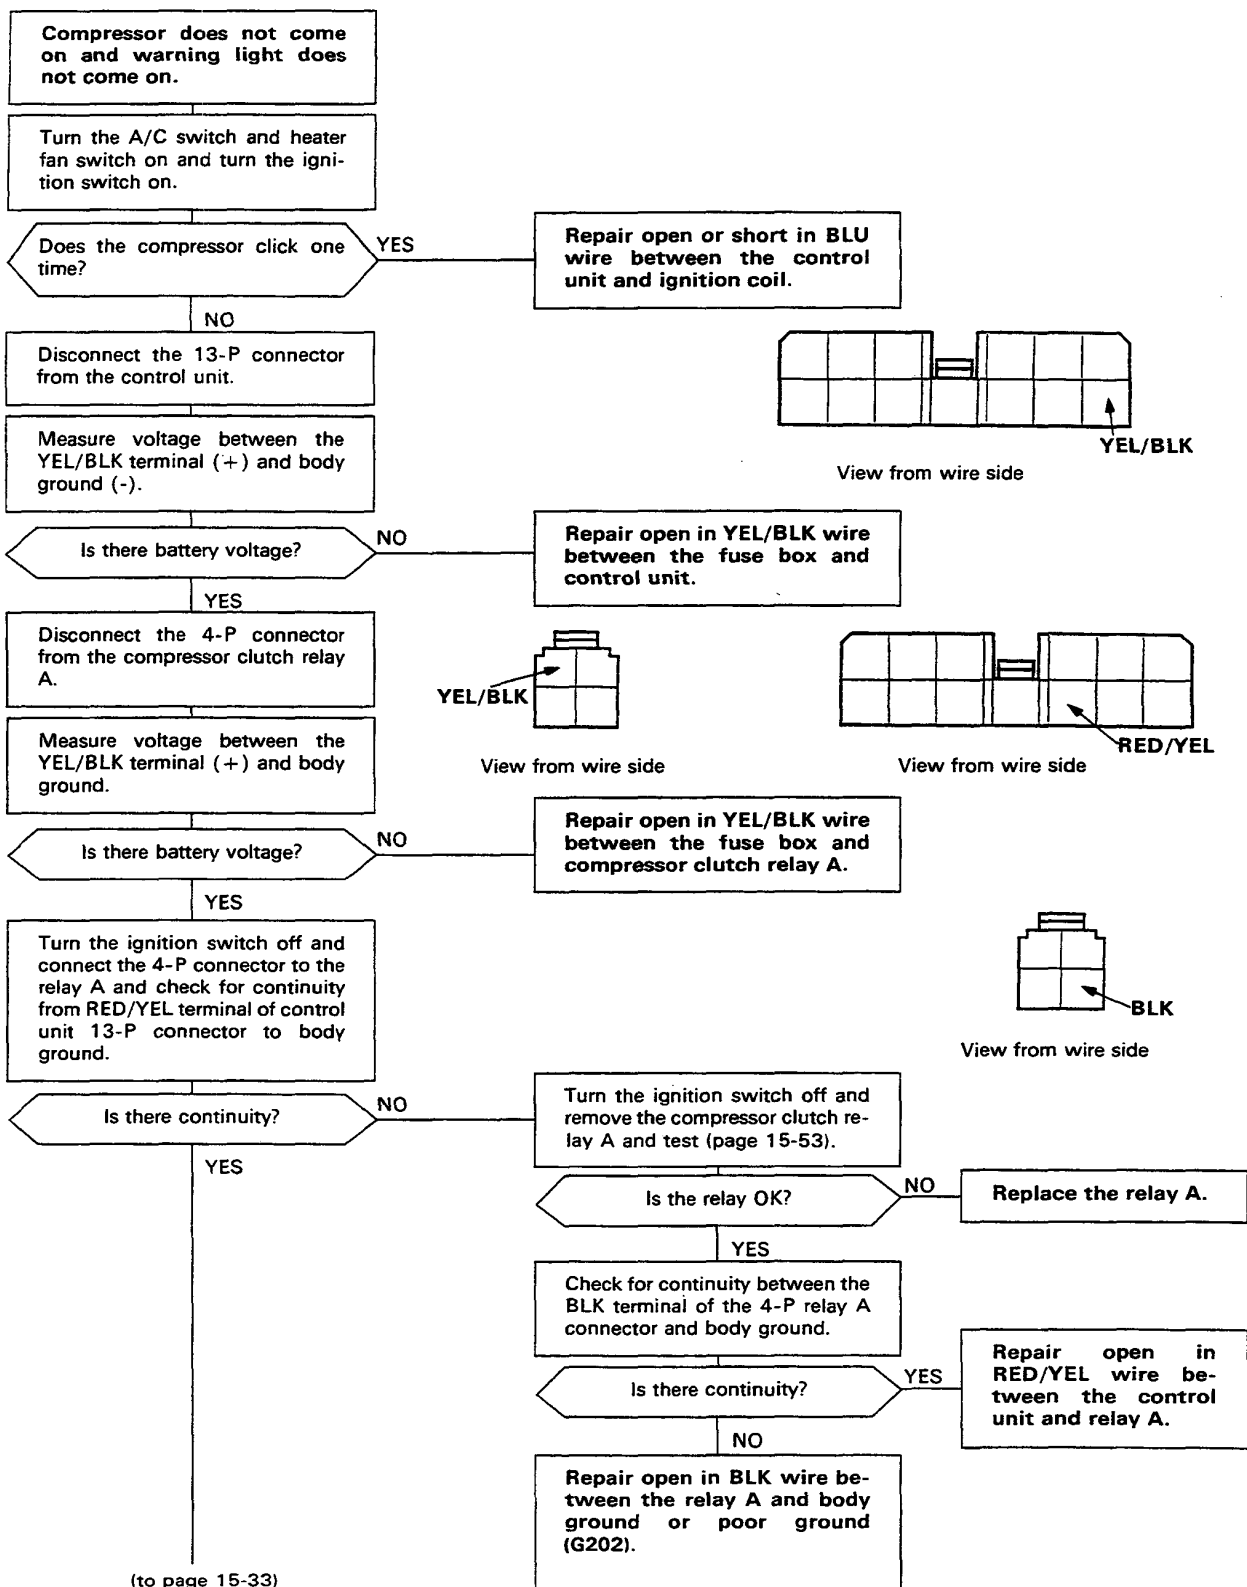 Compressor does not come
on and warning light does
not come on.
Turn the A/C switch and heater
fan switch on and turn the igni-
tion switch on.
Does the compressor click one
time?
YES
Repair open or short in BLU
wire between the control
unit and ignition coil.
NO
Disconnect the 13-P connector
from the control unit.
Measure voltage between the
YEL/BLK terminal (+) and body
ground (-).
YEL/BLK
View from wire side
Is there battery voltage?
NO
Repair open in YEL/BLK wire
between the fuse box and
control unit.
YES
Disconnect the 4-P connector
from the compressor clutch relay
A.
YEL/BLK
View from wire side
RED/YEL
View from wire side
Measure voltage between the
YEL/BLK terminal (+) and body
ground.
Is there battery voltage?
NO
Repair open in YEL/BLK wire
between the fuse box and
compressor clutch relay A.
YES
Turn the ignition switch off and
connect the 4-P connector to the
relay A and check for continuity
from RED/YEL terminal of control
unit 13-P connector to body
ground.
BLK
View from wire side
Is there continuity?
NO
Turn the ignition switch off and
remove the compressor clutch re-
lay A and test (page 15-53).
YES
Is the relay OK?
NO
Replace the relay A.
YES
Check for continuity between the
BLK terminal of the 4-P relay A
connector and body ground.
Is there continuity?
YES
Repair open in
RED/YEL wire be-
tween the control
unit and relay A.
NO
Repair open in BLK wire be-
tween the relay A and body
ground or poor ground
(G202).
(to page 15-33)